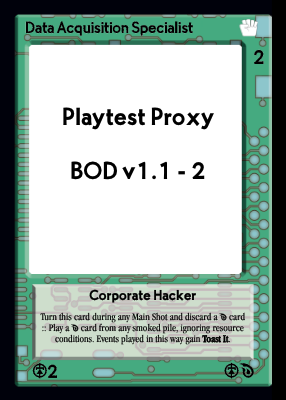 Data Acquisition Specialist
2
Playtest Proxy
BOD v1.1 - 2
Corporate Hacker
Turn this card during any Main Shot and discard a card
:: Play a card from any smoked pile, ignoring resource
conditions. Events played in this way gain Toast It.
2